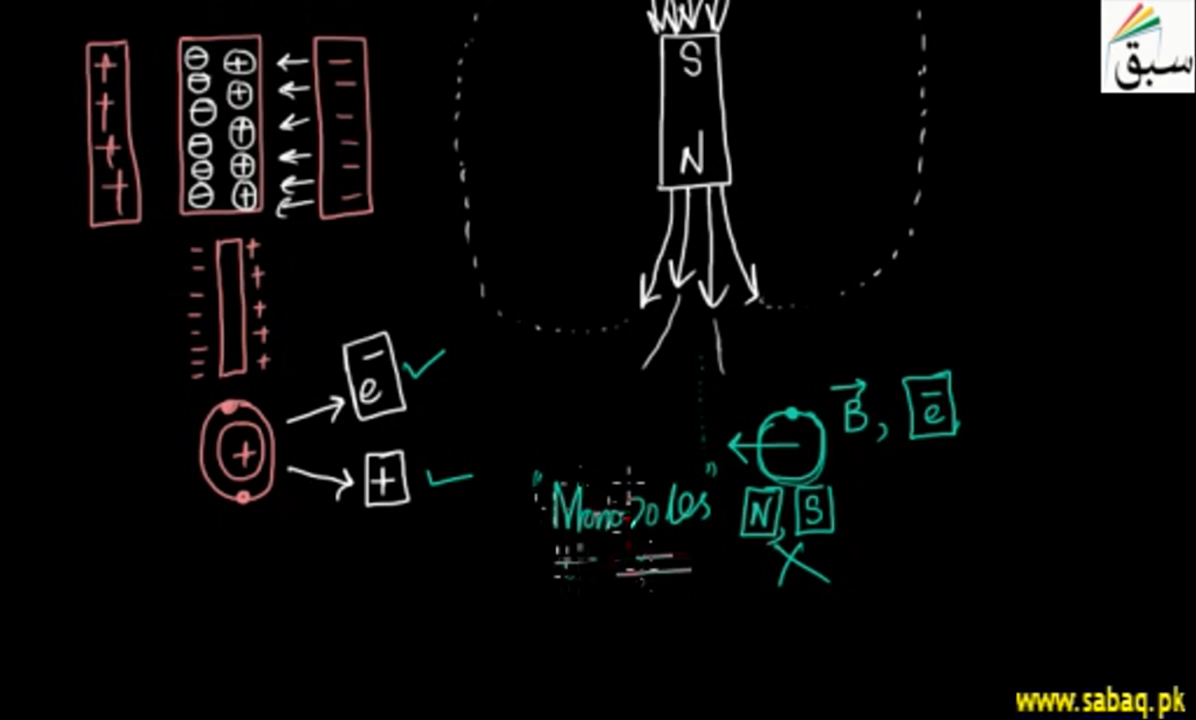 سبق
S
N
+ + + +
⊖ ⊕
⊖ ⊕
⊖ ⊕
⊖ ⊕
⊖ ⊕
⊖ ⊕
− − − − − −
− − − − − − −
+ + + + +
e⁻ ✓
+
+ ✓
B⃗, e⁻
"Monopoles"
N, S
X
www.sabaq.pk